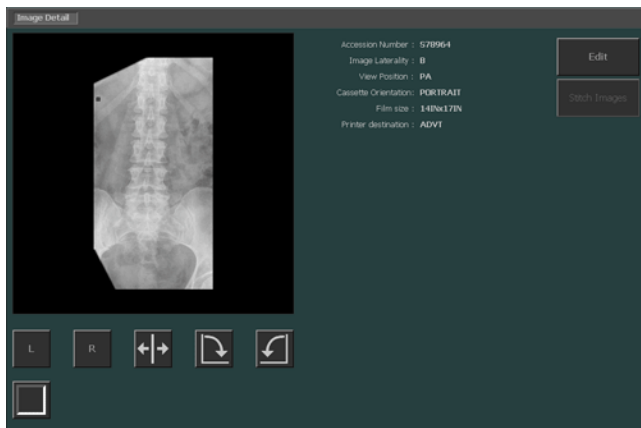 Image Detail
Accession Number : 578964
Image Laterality : B
View Position : PA
Cassette Orientation: PORTRAIT
Film size : 14INx17IN
Printer destination : ADVT
Edit
Stitch Images
L
R